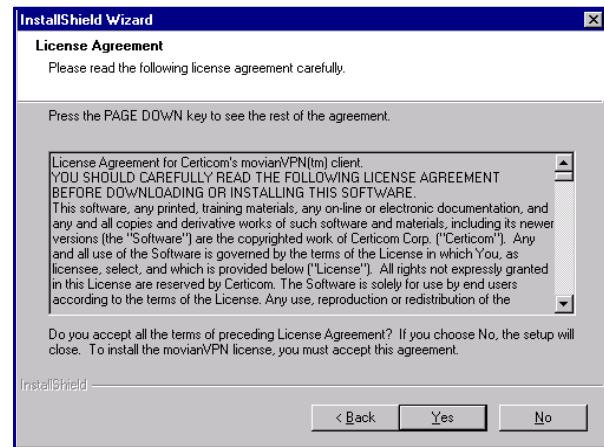 InstallShield Wizard
License Agreement
Please read the following license agreement carefully.
Press the PAGE DOWN key to see the rest of the agreement.
License Agreement for Certicom's movianVPN(tm) client.
YOU SHOULD CAREFULLY READ THE FOLLOWING LICENSE AGREEMENT
BEFORE DOWNLOADING OR INSTALLING THIS SOFTWARE.
This software, any printed, training materials, any on-line or electronic documentation, and
any and all copies and derivative works of such software and materials, including its newer
versions (the "Software") are the copyrighted work of Certicom Corp. ("Certicom"). Any
and all use of the Software is governed by the terms of the License in which You, as
licensee, select, and which is provided below ("License"). All rights not expressly granted
in this License are reserved by Certicom. The Software is solely for use by end users
according to the terms of the License. Any use, reproduction or redistribution of the
Do you accept all the terms of preceding License Agreement? If you choose No, the setup will
close. To install the movianVPN license, you must accept this agreement.
InstallShield
< Back
Yes
No